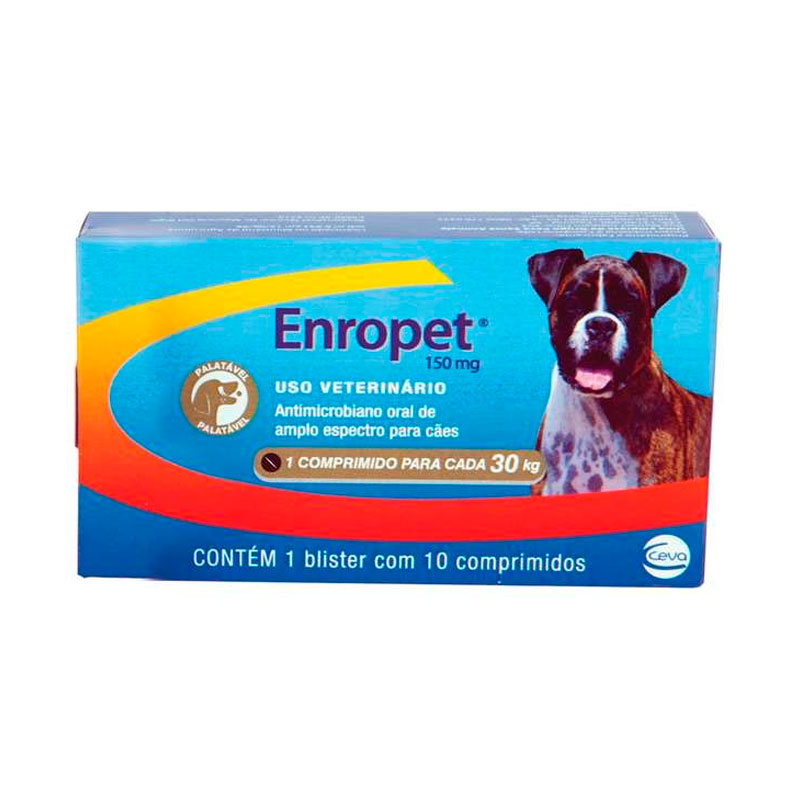 Enropet®
150 mg
PALATÁVEL
PALATÁVEL
USO VETERINÁRIO
Antimicrobiano oral de
amplo espectro para cães
1 COMPRIMIDO PARA CADA 30 kg
CONTÉM 1 blister com 10 comprimidos
Ceva